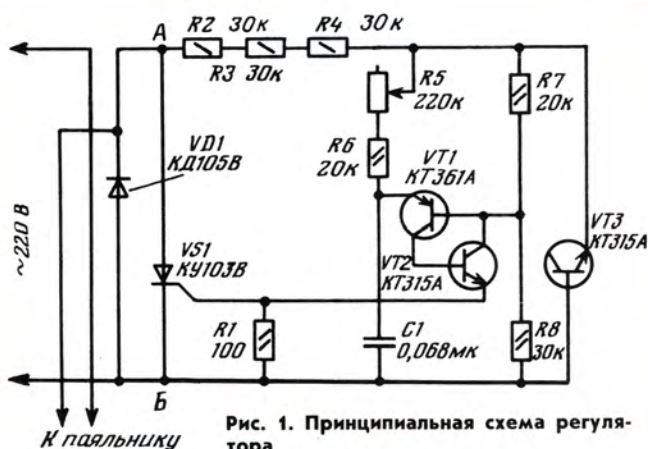 А
R2 30к R4 30к
R3 30к
R5
220к
R7
20к
R6
20к
VD1
КД105В
VT1
КТ361А
VT3
КТ315А
~220 В
VS1
КУ103В
VT2
КТ315А
R1
100
C1
0,068мк
R8
30к
Б
К паяльнику
Рис. 1. Принципиальная схема регуля-
тора